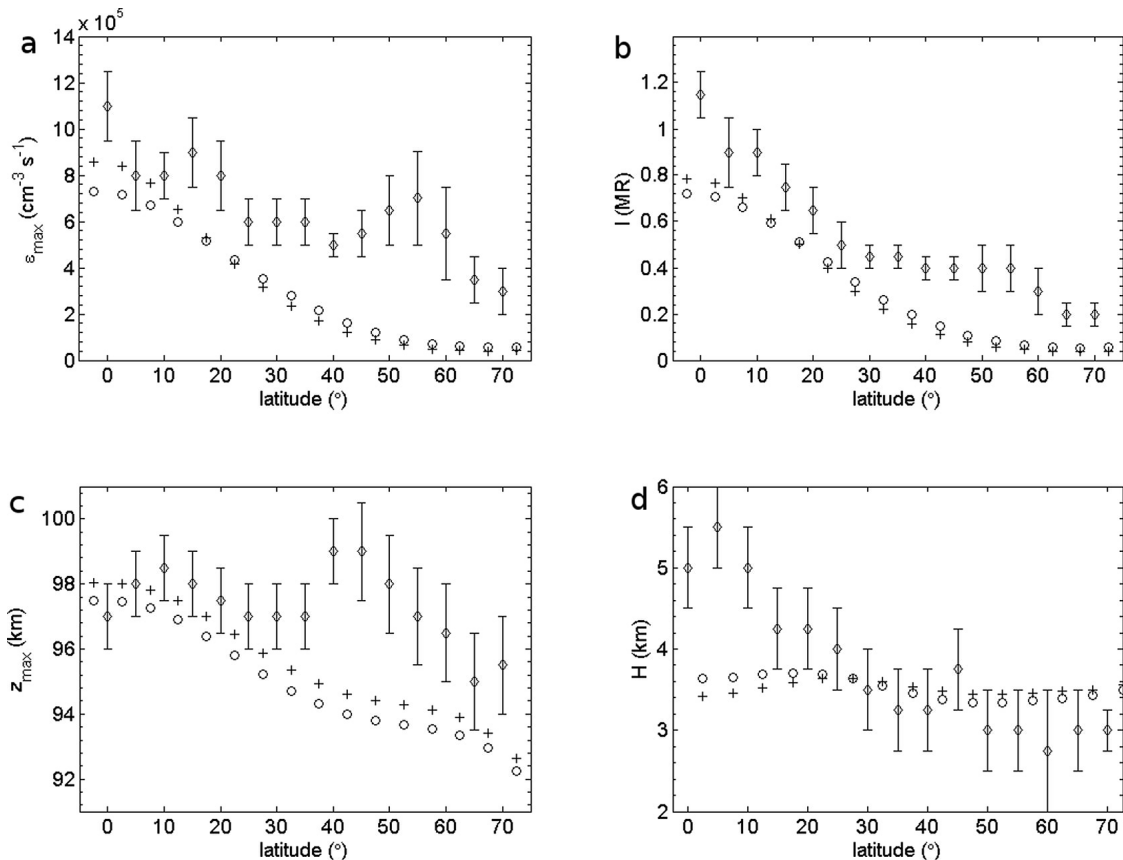 a
× 10⁵
14
12
10
8
6
4
2
0
ε_max (cm⁻³ s⁻¹)
0 10 20 30 40 50 60 70
latitude (°)
b
1.2
1
0.8
0.6
0.4
0.2
0
I (MR)
0 10 20 30 40 50 60 70
latitude (°)
c
100
98
96
94
92
z_max (km)
0 10 20 30 40 50 60 70
latitude (°)
d
6
5
4
3
2
H (km)
0 10 20 30 40 50 60 70
latitude (°)